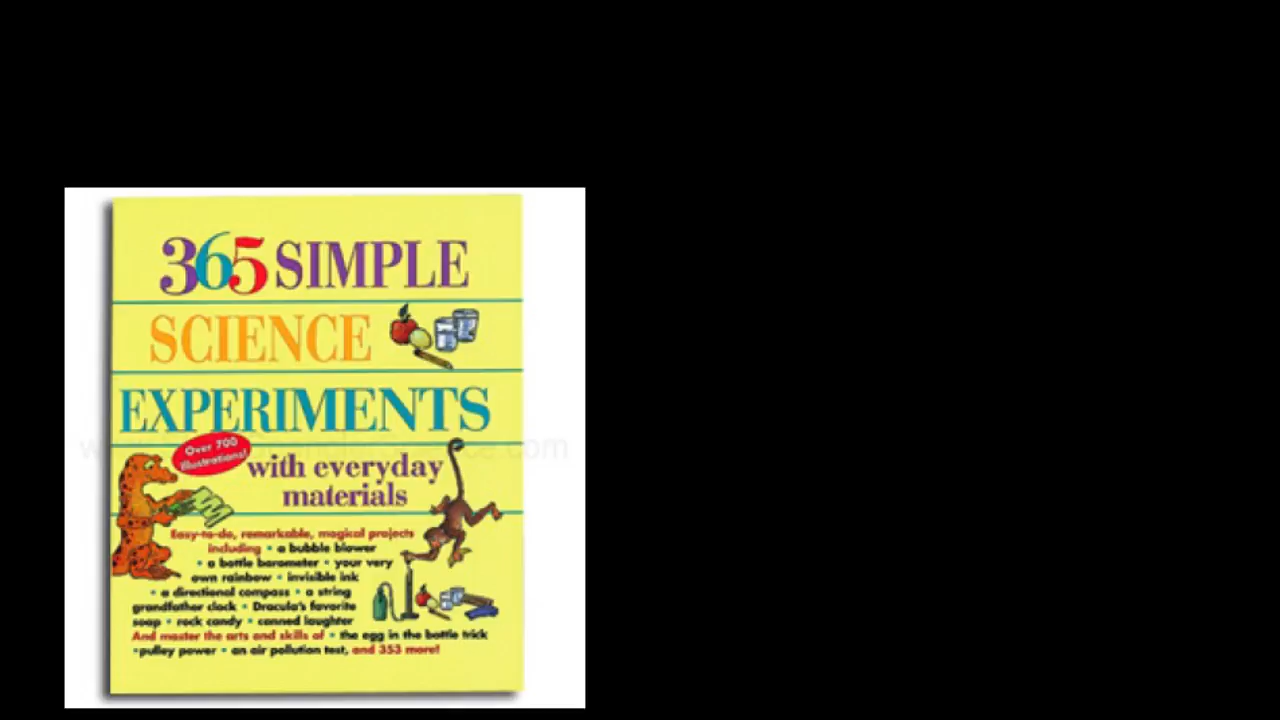 365 SIMPLE
SCIENCE
EXPERIMENTS
Over 700
illustrations!
with everyday
materials
Easy-to-do, remarkable, magical projects
including • a bubble blower
• a bottle barometer • your very
own rainbow • invisible ink
• a directional compass • a string
grandfather clock • Dracula's favorite
soap • rock candy • canned laughter
And master the arts and skills of • the egg in the bottle trick
•pulley power • an air pollution test, and 353 more!